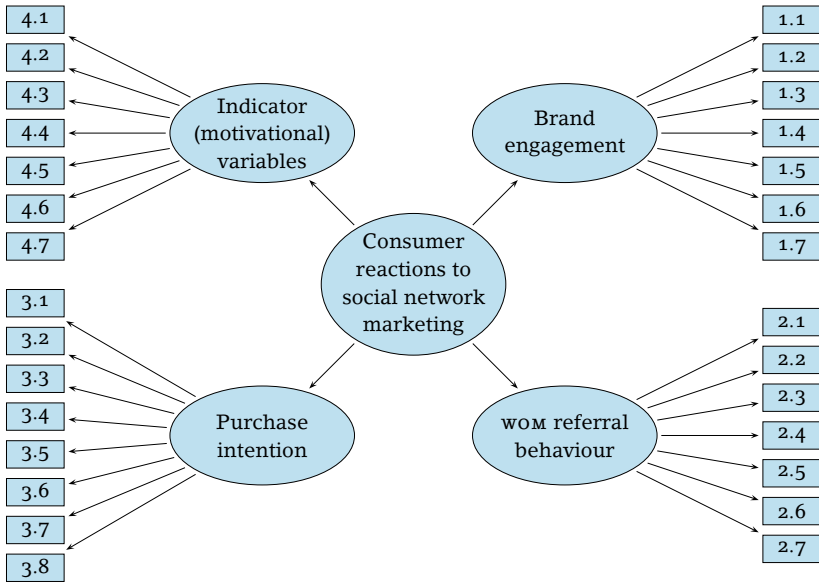 4.1
4.2
4.3
4.4
4.5
4.6
4.7
Indicator
(motivational)
variables
Brand
engagement
1.1
1.2
1.3
1.4
1.5
1.6
1.7
Consumer
reactions to
social network
marketing
3.1
3.2
3.3
3.4
3.5
3.6
3.7
3.8
Purchase
intention
WOM referral
behaviour
2.1
2.2
2.3
2.4
2.5
2.6
2.7